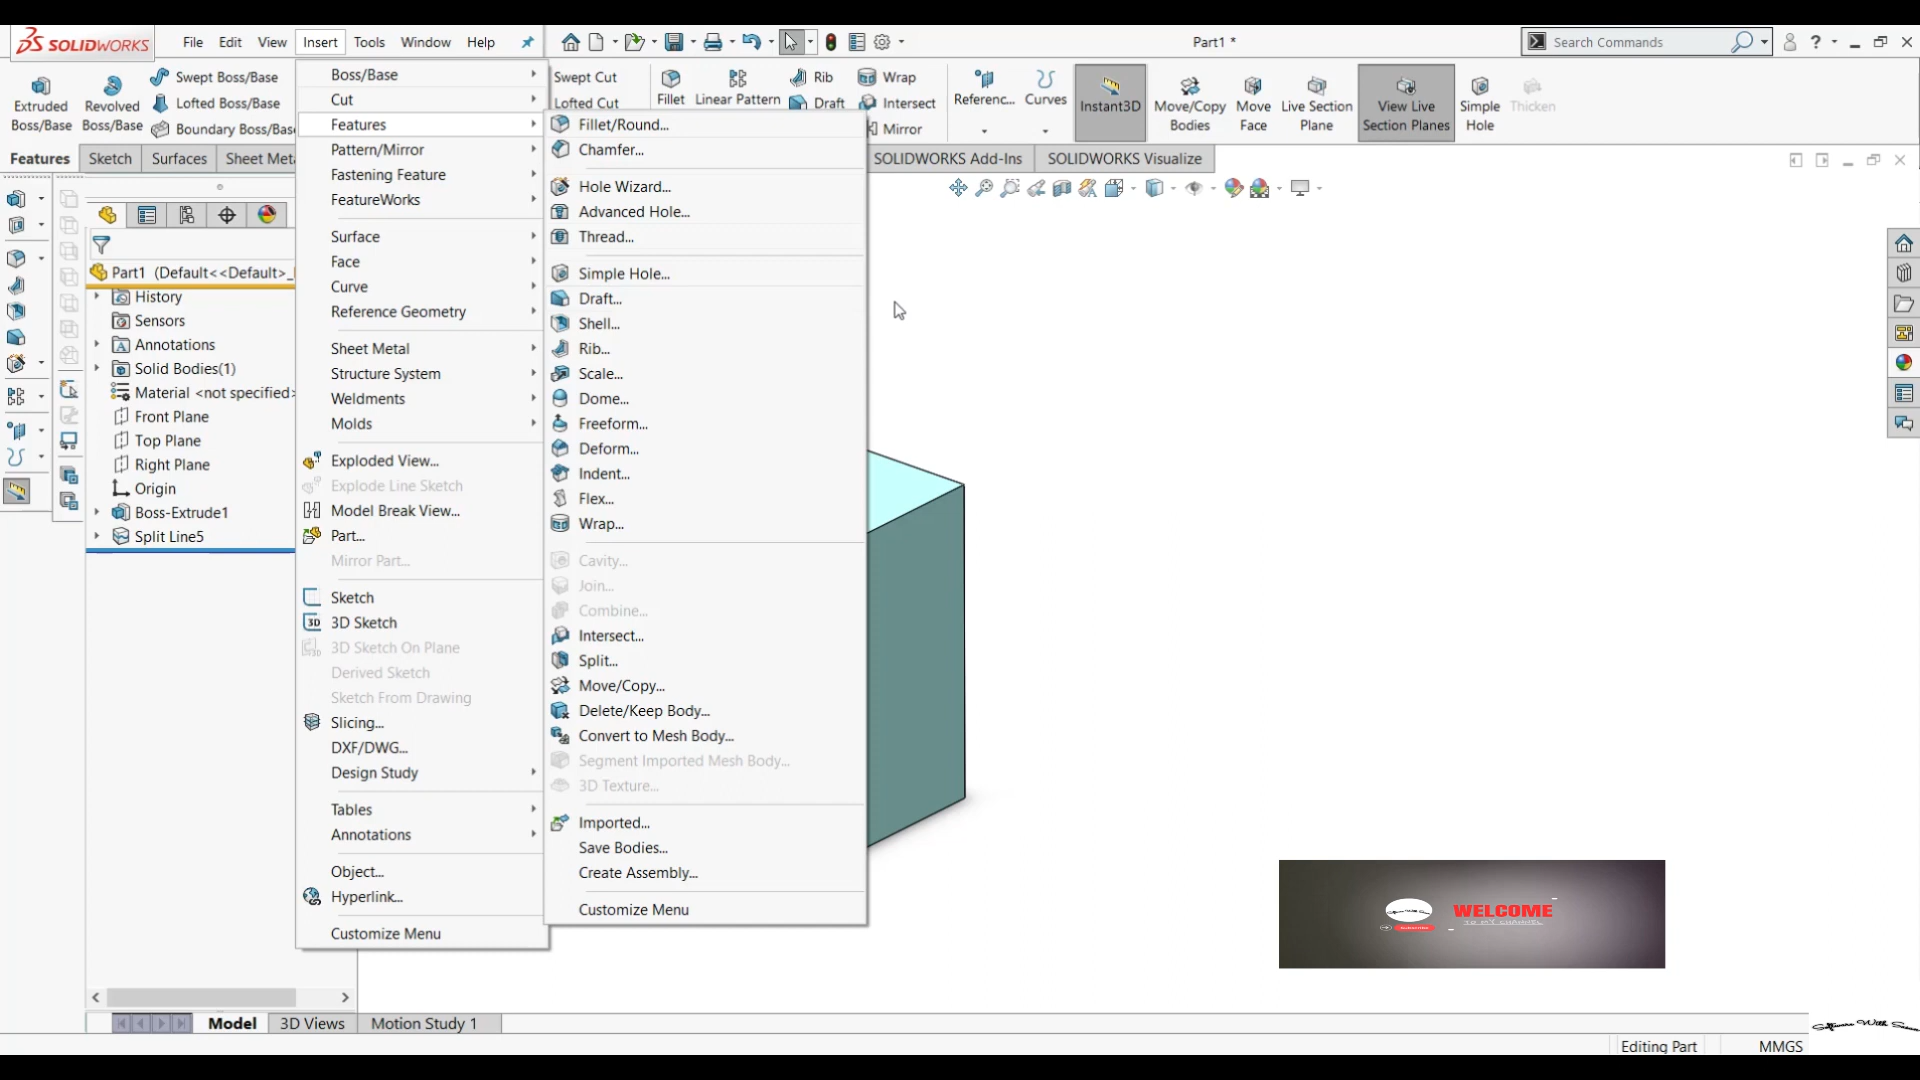 SOLIDWORKS
File Edit View Insert Tools Window Help
Part1 *
Search Commands
Extruded Boss/Base
Revolved Boss/Base
Swept Boss/Base
Lofted Boss/Base
Boundary Boss/Bas
Swept Cut
Lofted Cut
Fillet
Linear Pattern
Rib
Draft
Wrap
Intersect
Mirror
Referenc...
Curves
Instant3D
Move/Copy Bodies
Move Face
Live Section Plane
View Live Section Planes
Simple Hole
Thicken
Features Sketch Surfaces Sheet Met
SOLIDWORKS Add-Ins SOLIDWORKS Visualize
Part1 (Default<<Default>_
History
Sensors
Annotations
Solid Bodies(1)
Material <not specified>
Front Plane
Top Plane
Right Plane
Origin
Boss-Extrude1
Split Line5
Boss/Base
Cut
Features
Pattern/Mirror
Fastening Feature
FeatureWorks
Surface
Face
Curve
Reference Geometry
Sheet Metal
Structure System
Weldments
Molds
Exploded View...
Explode Line Sketch
Model Break View...
Part...
Mirror Part...
Sketch
3D Sketch
3D Sketch On Plane
Derived Sketch
Sketch From Drawing
Slicing...
DXF/DWG...
Design Study
Tables
Annotations
Object...
Hyperlink...
Customize Menu
Fillet/Round...
Chamfer...
Hole Wizard...
Advanced Hole...
Thread...
Simple Hole...
Draft...
Shell...
Rib...
Scale...
Dome...
Freeform...
Deform...
Indent...
Flex...
Wrap...
Cavity...
Join...
Combine...
Intersect...
Split...
Move/Copy...
Delete/Keep Body...
Convert to Mesh Body...
Segment Imported Mesh Body...
3D Texture...
Imported...
Save Bodies...
Create Assembly...
Customize Menu
WELCOME
TO MY CHANNEL
Model 3D Views Motion Study 1
Software With
Editing Part MMGS